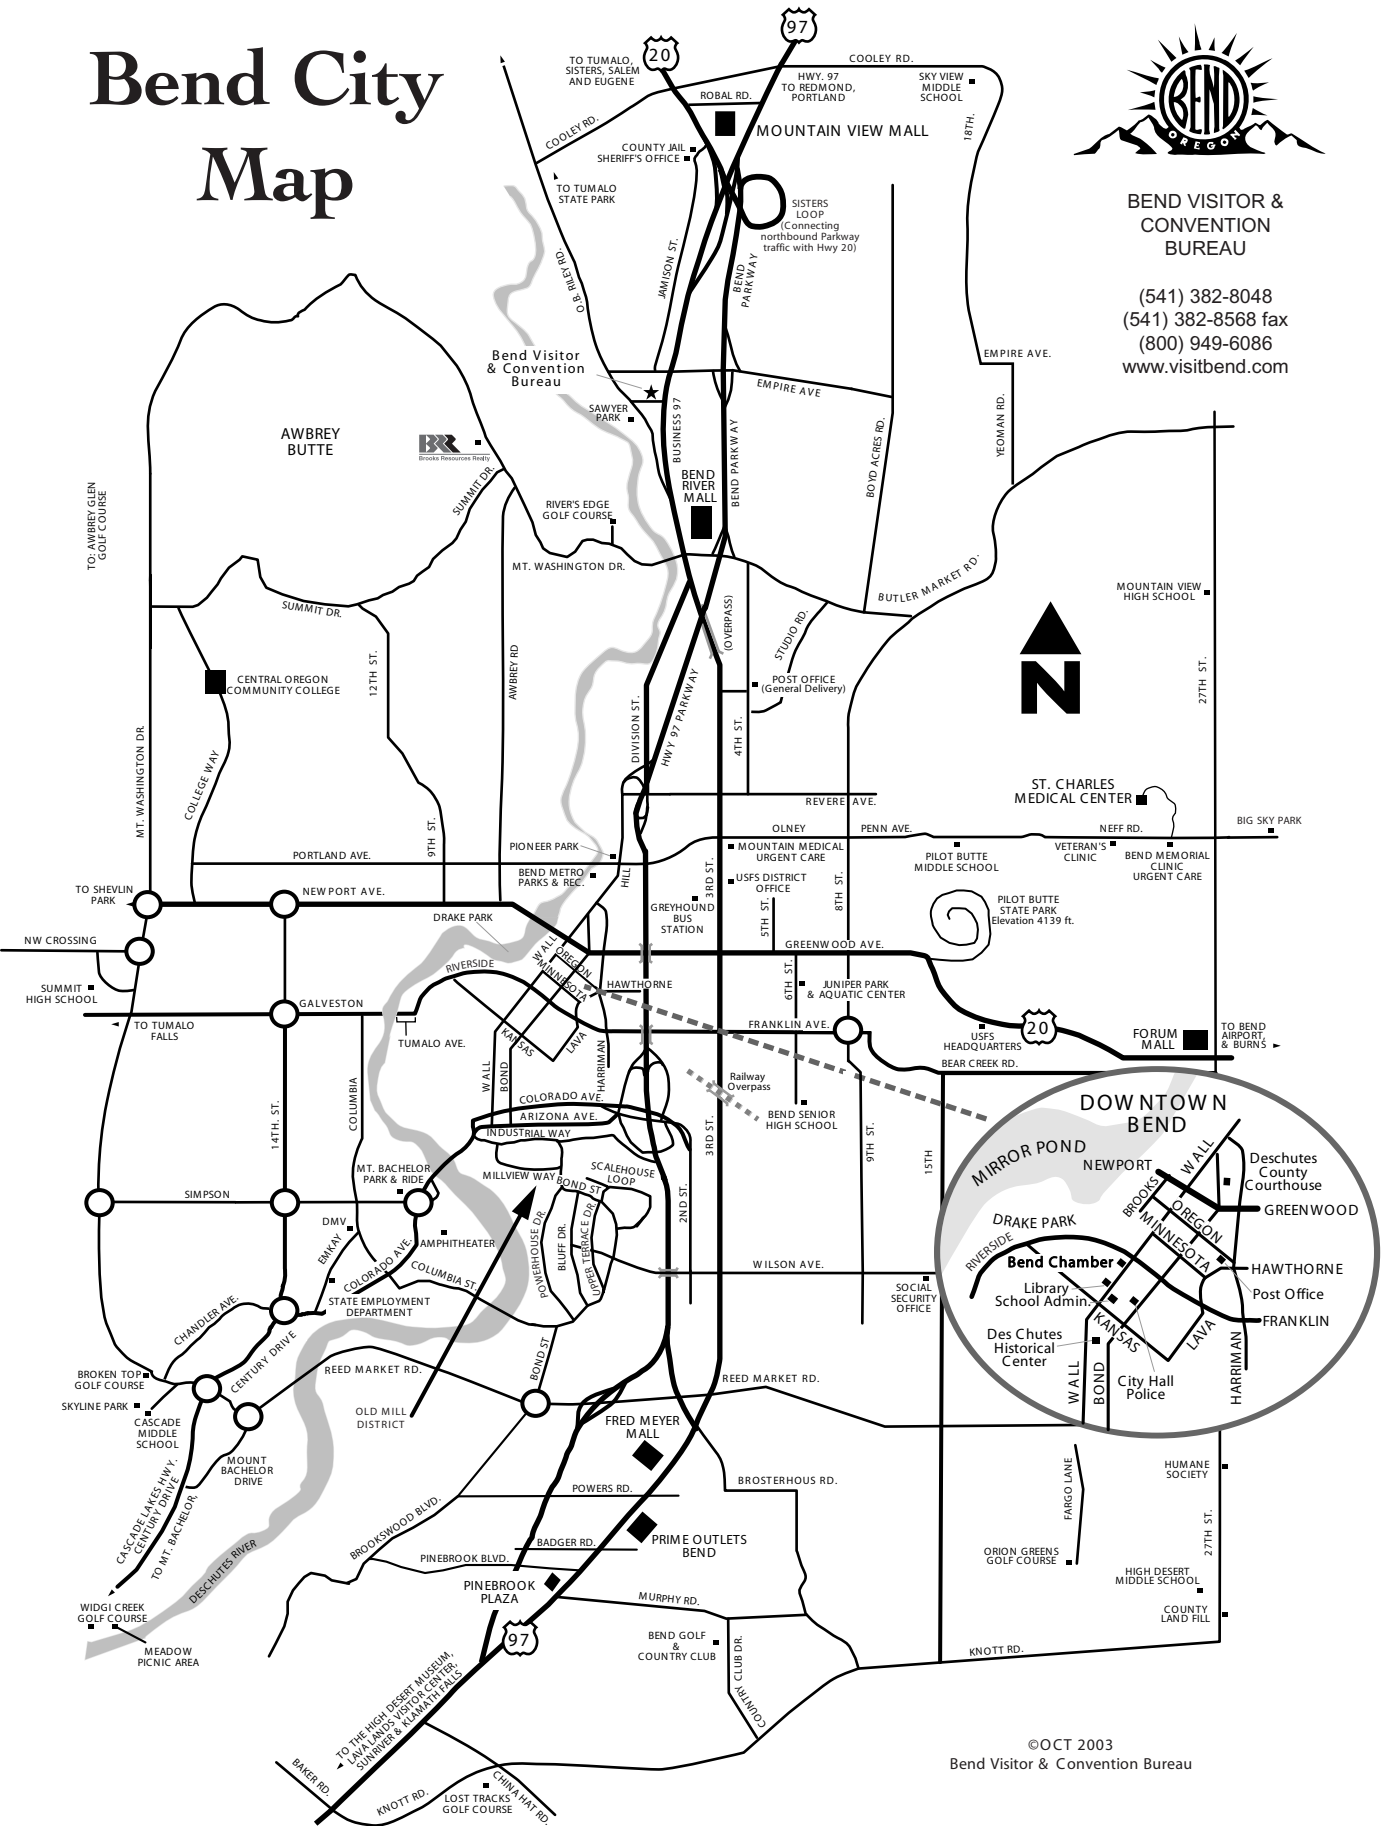 Bend City
Map
20
97
TO TUMALO,
SISTERS, SALEM
AND EUGENE
COOLEY RD.
ROBAL RD.
HWY. 97
TO REDMOND,
PORTLAND
SKY VIEW
MIDDLE
SCHOOL
18TH.
COOLEY RD.
MOUNTAIN VIEW MALL
COUNTY JAIL
SHERIFF'S OFFICE
TO TUMALO
STATE PARK
SISTERS
LOOP
(Connecting
northbound Parkway
traffic with Hwy 20)
O.B. RILEY RD.
JAMISON ST.
BEND
PARKWAY
BEND
OREGON
BEND VISITOR &
CONVENTION
BUREAU
(541) 382-8048
(541) 382-8568 fax
(800) 949-6086
www.visitbend.com
Bend Visitor
& Convention
Bureau
EMPIRE AVE.
EMPIRE AVE
SAWYER
PARK
BUSINESS 97
BEND PARKWAY
BOYD ACRES RD.
YEOMAN RD.
AWBREY
BUTTE
BRR
Brooks Resources Realty
SUMMIT DR.
BEND
RIVER
MALL
TO: AWBREY GLEN
GOLF COURSE
RIVER'S EDGE
GOLF COURSE
MT. WASHINGTON DR.
BUTLER MARKET RD.
MOUNTAIN VIEW
HIGH SCHOOL
SUMMIT DR.
(OVERPASS)
STUDIO RD.
N
CENTRAL OREGON
COMMUNITY COLLEGE
12TH ST.
AWBREY RD
POST OFFICE
(General Delivery)
27TH ST.
DIVISION ST.
HWY 97 PARKWAY
4TH ST.
MT. WASHINGTON DR.
COLLEGE WAY
9TH ST.
ST. CHARLES
MEDICAL CENTER
REVERE AVE.
BIG SKY PARK
OLNEY
PENN AVE.
NEFF RD.
PORTLAND AVE.
PIONEER PARK
MOUNTAIN MEDICAL
URGENT CARE
PILOT BUTTE
MIDDLE SCHOOL
VETERAN'S
CLINIC
BEND MEMORIAL
CLINIC
URGENT CARE
BEND METRO
PARKS & REC.
HILL
3RD ST.
USFS DISTRICT
OFFICE
8TH ST.
TO SHEVLIN
PARK
NEWPORT AVE.
DRAKE PARK
GREYHOUND
BUS
STATION
5TH ST.
PILOT BUTTE
STATE PARK
Elevation 4139 ft.
NW CROSSING
WALL
OREGON
MINNESOTA
GREENWOOD AVE.
RIVERSIDE
HAWTHORNE
6TH ST.
JUNIPER PARK
& AQUATIC CENTER
SUMMIT
HIGH SCHOOL
GALVESTON
TO TUMALO
FALLS
TUMALO AVE.
KANSAS
LAVA
FRANKLIN AVE.
USFS
HEADQUARTERS
20
FORUM
MALL
TO BEND
AIRPORT,
& BURNS
BEAR CREEK RD.
WALL
BOND
HARRIMAN
Railway
Overpass
COLUMBIA
14TH. ST.
COLORADO AVE.
ARIZONA AVE.
INDUSTRIAL WAY
3RD ST.
BEND SENIOR
HIGH SCHOOL
9TH ST.
15TH
MT. BACHELOR
PARK & RIDE
MILLVIEW WAY
BOND ST
SCALEHOUSE
LOOP
SIMPSON
2ND ST.
DMV
EMKAY
AMPHITHEATER
POWERHOUSE DR.
BLUFF DR.
UPPER TERRACE DR.
COLORADO AVE.
COLUMBIA ST.
WILSON AVE.
SOCIAL
SECURITY
OFFICE
STATE EMPLOYMENT
DEPARTMENT
CHANDLER AVE.
CENTURY DRIVE
DOWNTOWN
BEND
MIRROR POND
NEWPORT
WALL
Deschutes
County
Courthouse
BROOKS
OREGON
GREENWOOD
DRAKE PARK
MINNESOTA
RIVERSIDE
Bend Chamber
HAWTHORNE
Library
School Admin.
Post Office
KANSAS
FRANKLIN
Des Chutes
Historical
Center
LAVA
WALL
BOND
City Hall
Police
HARRIMAN
BROKEN TOP
GOLF COURSE
REED MARKET RD.
BOND ST
REED MARKET RD.
SKYLINE PARK
CASCADE
MIDDLE
SCHOOL
OLD MILL
DISTRICT
FRED MEYER
MALL
MOUNT
BACHELOR
DRIVE
CASCADE LAKES HWY.
CENTURY DRIVE
TO MT. BACHELOR,
BROSTERHOUS RD.
POWERS RD.
BROOKSWOOD BLVD.
FARGO LANE
HUMANE
SOCIETY
27TH ST.
BADGER RD.
PRIME OUTLETS
BEND
PINEBROOK BLVD.
ORION GREENS
GOLF COURSE
DESCHUTES RIVER
PINEBROOK
PLAZA
HIGH DESERT
MIDDLE SCHOOL
MURPHY RD.
WIDGI CREEK
GOLF COURSE
COUNTY
LAND FILL
MEADOW
PICNIC AREA
97
BEND GOLF
&
COUNTRY CLUB
COUNTRY CLUB DR.
KNOTT RD.
TO THE HIGH DESERT MUSEUM,
LAVA LANDS VISITOR CENTER,
SUNRIVER & KLAMATH FALLS
BAKER RD.
KNOTT RD.
LOST TRACKS
GOLF COURSE
CHINA HAT RD.
©OCT 2003
Bend Visitor & Convention Bureau